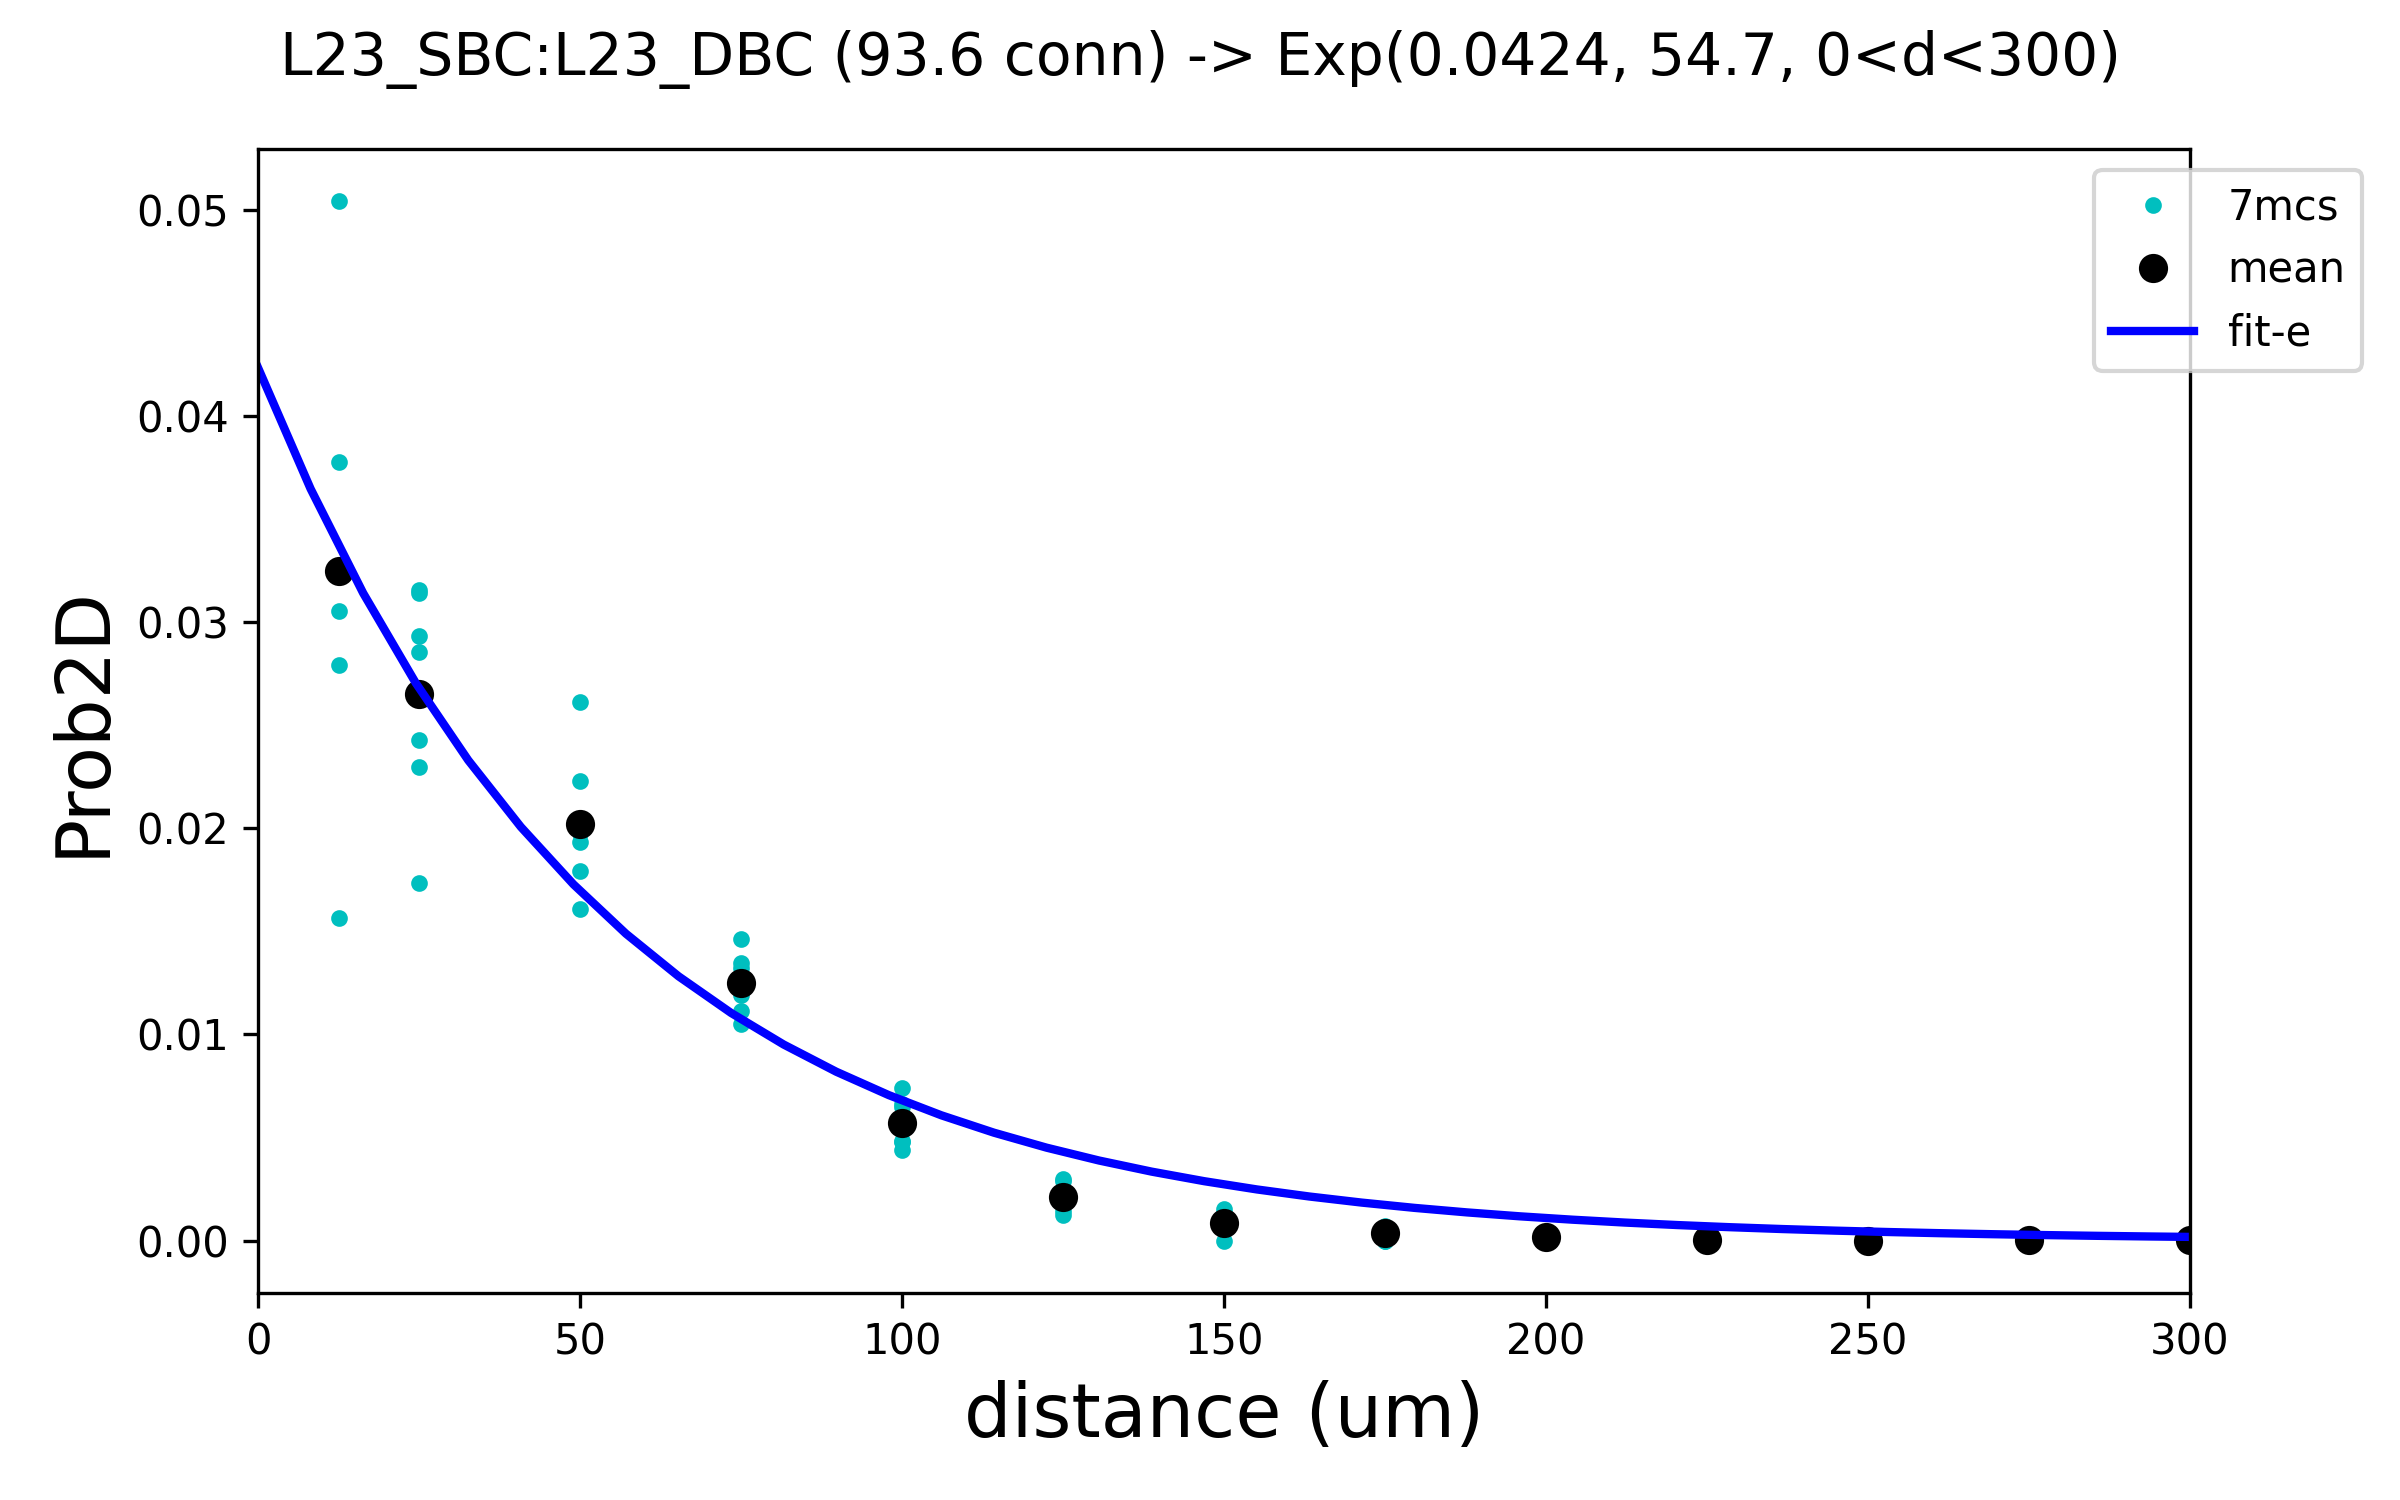 L23_SBC:L23_DBC (93.6 conn) -> Exp(0.0424, 54.7, 0<d<300)
7mcs
mean
fit-e
Prob2D
0.05
0.04
0.03
0.02
0.01
0.00
0 50 100 150 200 250 300
distance (um)